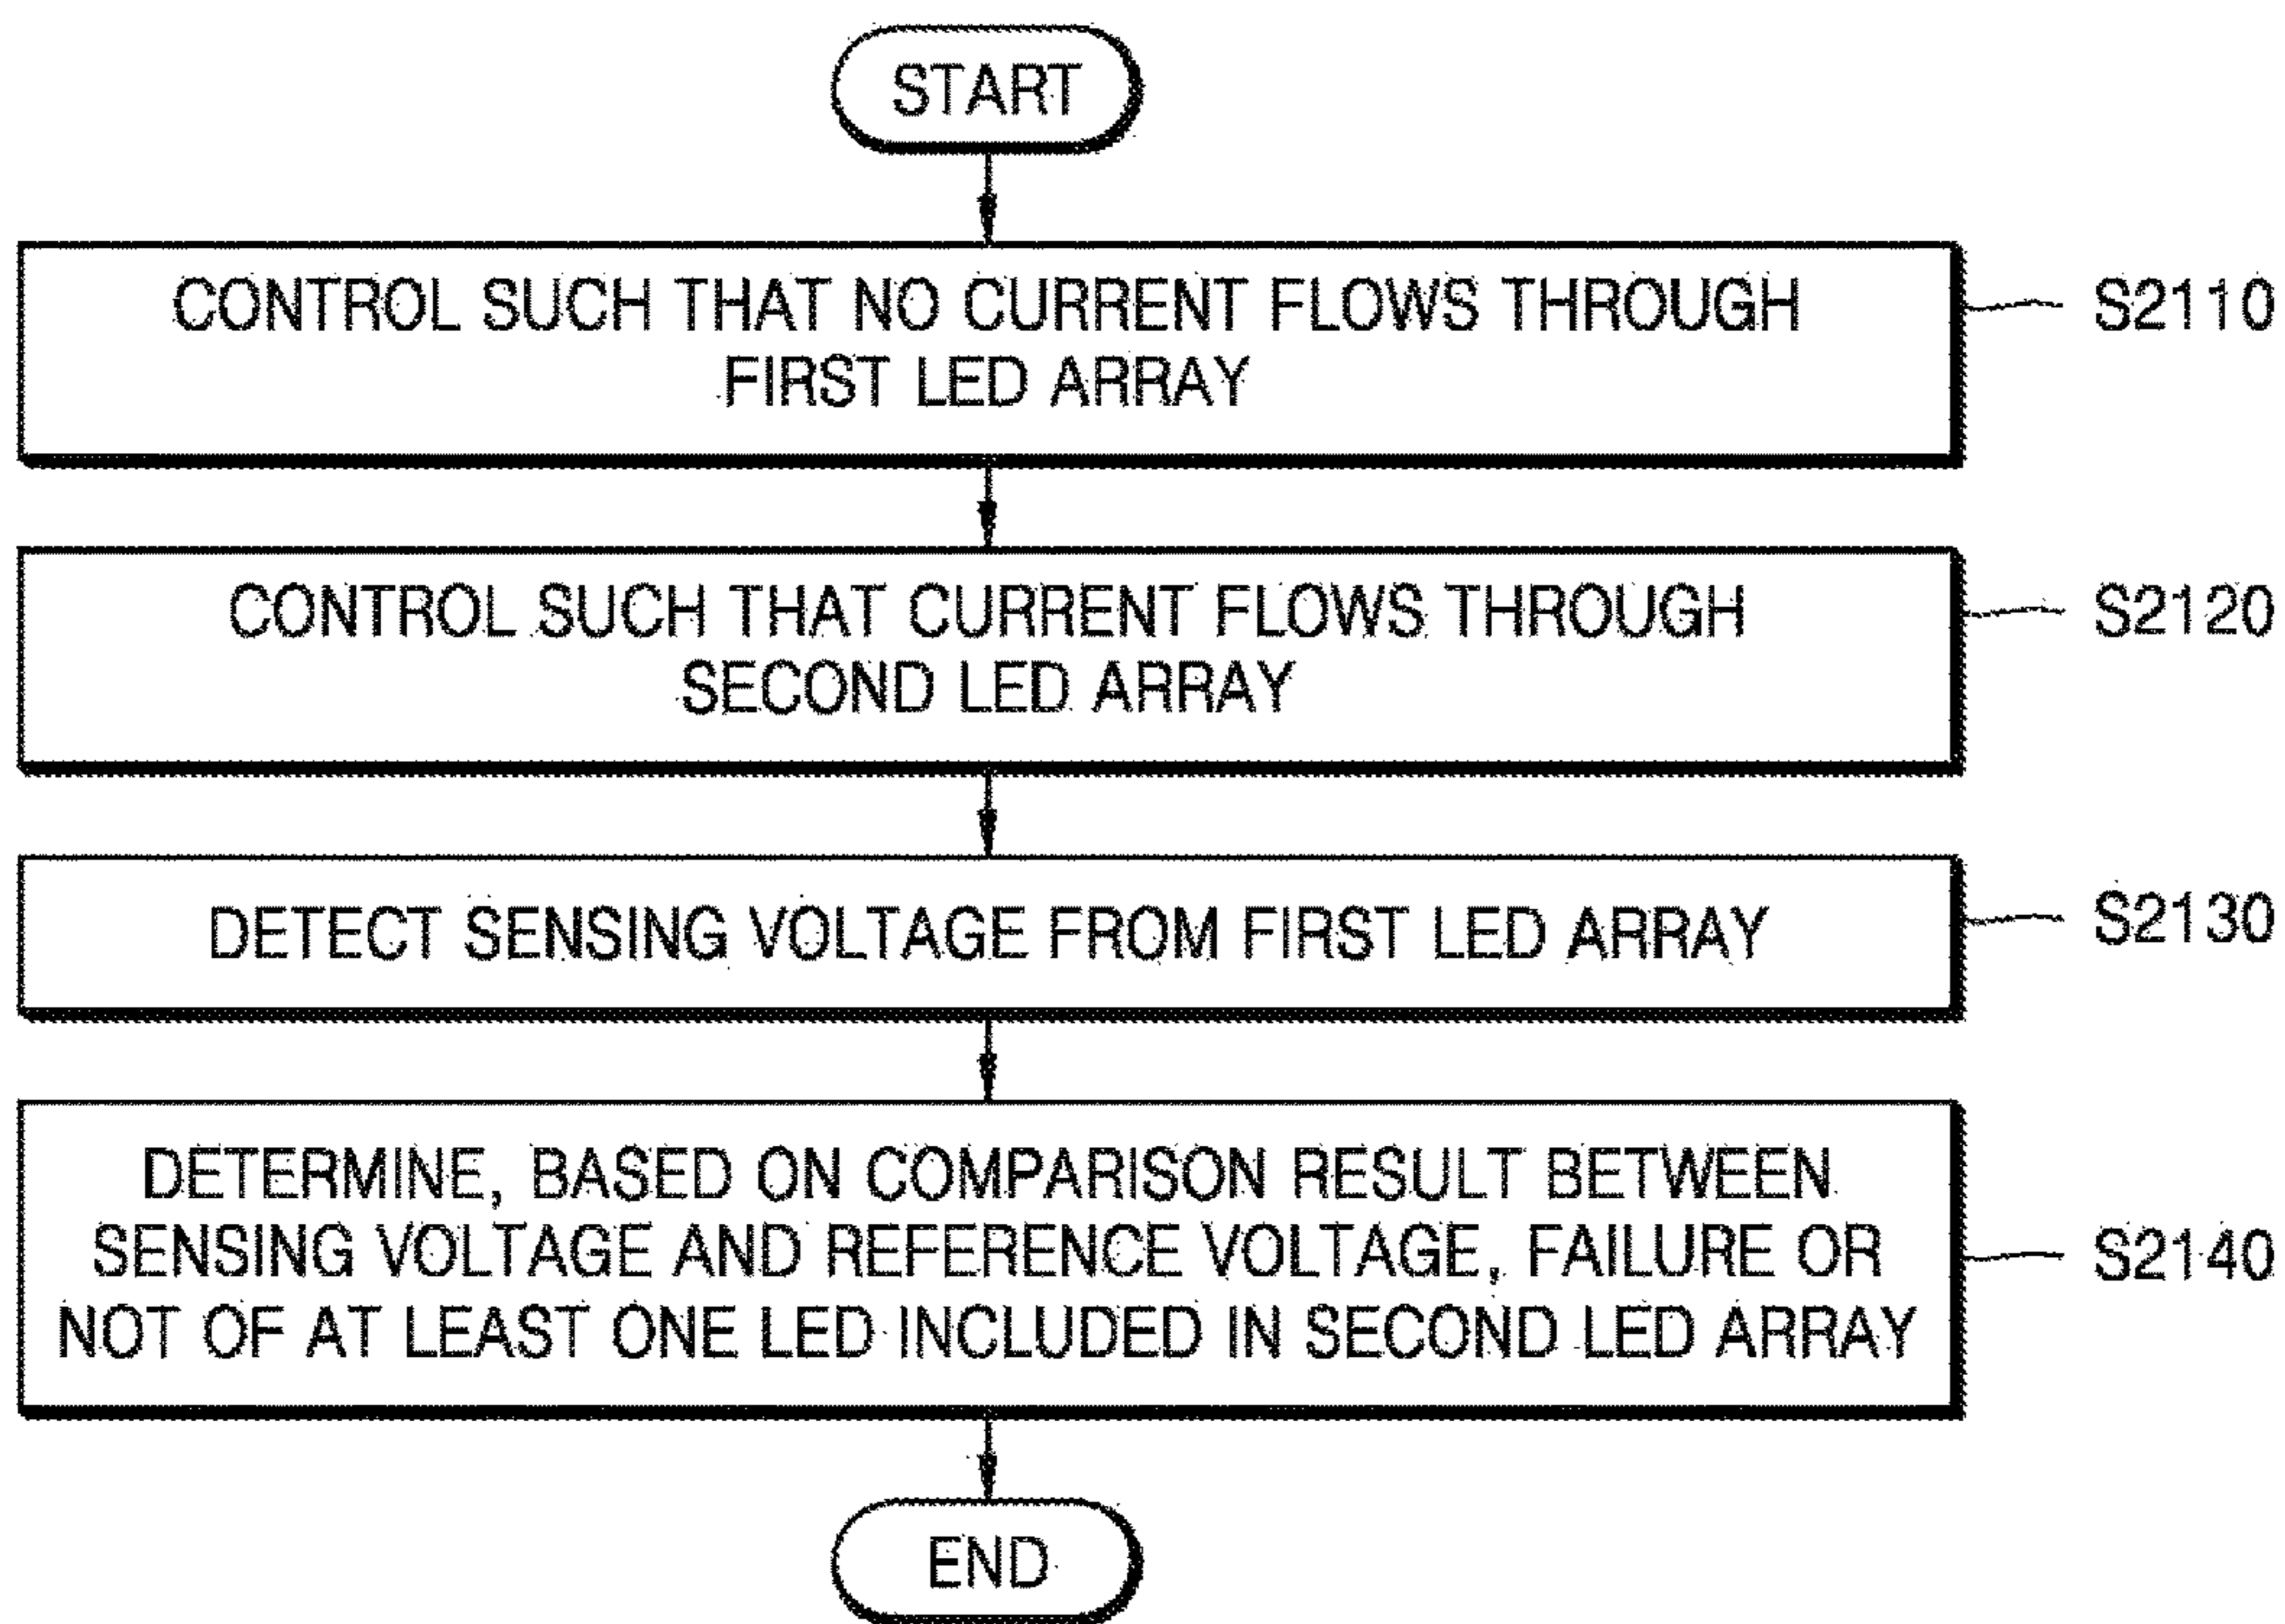 START
CONTROL SUCH THAT NO CURRENT FLOWS THROUGH
FIRST LED ARRAY
S2110
CONTROL SUCH THAT CURRENT FLOWS THROUGH
SECOND LED ARRAY
S2120
DETECT SENSING VOLTAGE FROM FIRST LED ARRAY
S2130
DETERMINE, BASED ON COMPARISON RESULT BETWEEN
SENSING VOLTAGE AND REFERENCE VOLTAGE, FAILURE OR
NOT OF AT LEAST ONE LED INCLUDED IN SECOND LED ARRAY
S2140
END